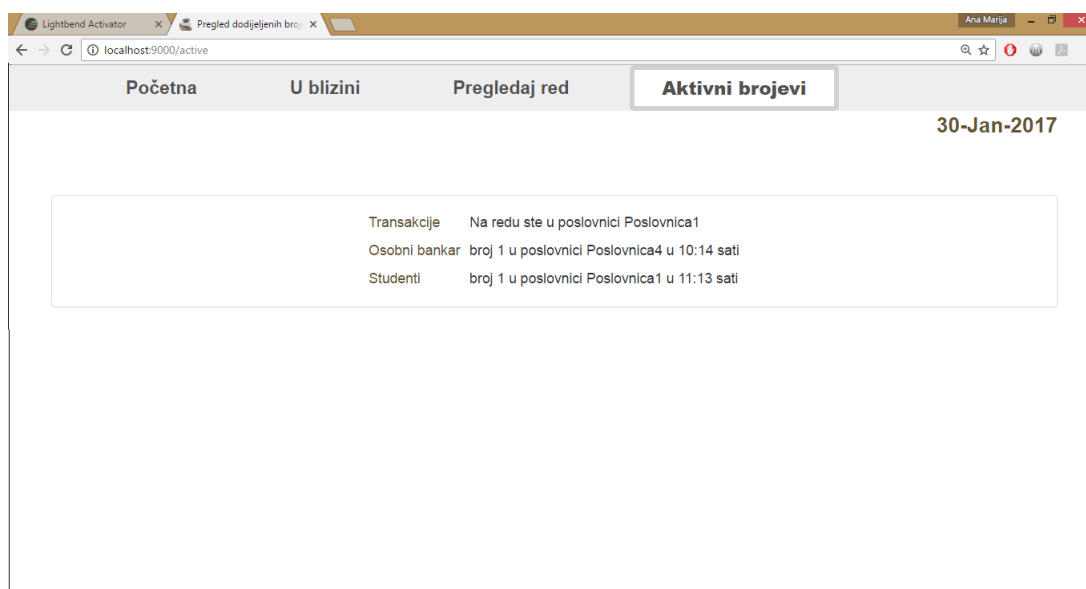 Lightbend Activator
Pregled dodijeljenih broj
Ana Marija
localhost:9000/active
Početna U blizini Pregledaj red Aktivni brojevi
30-Jan-2017
Transakcije Na redu ste u poslovnici Poslovnica1
Osobni bankar broj 1 u poslovnici Poslovnica4 u 10:14 sati
Studenti broj 1 u poslovnici Poslovnica1 u 11:13 sati